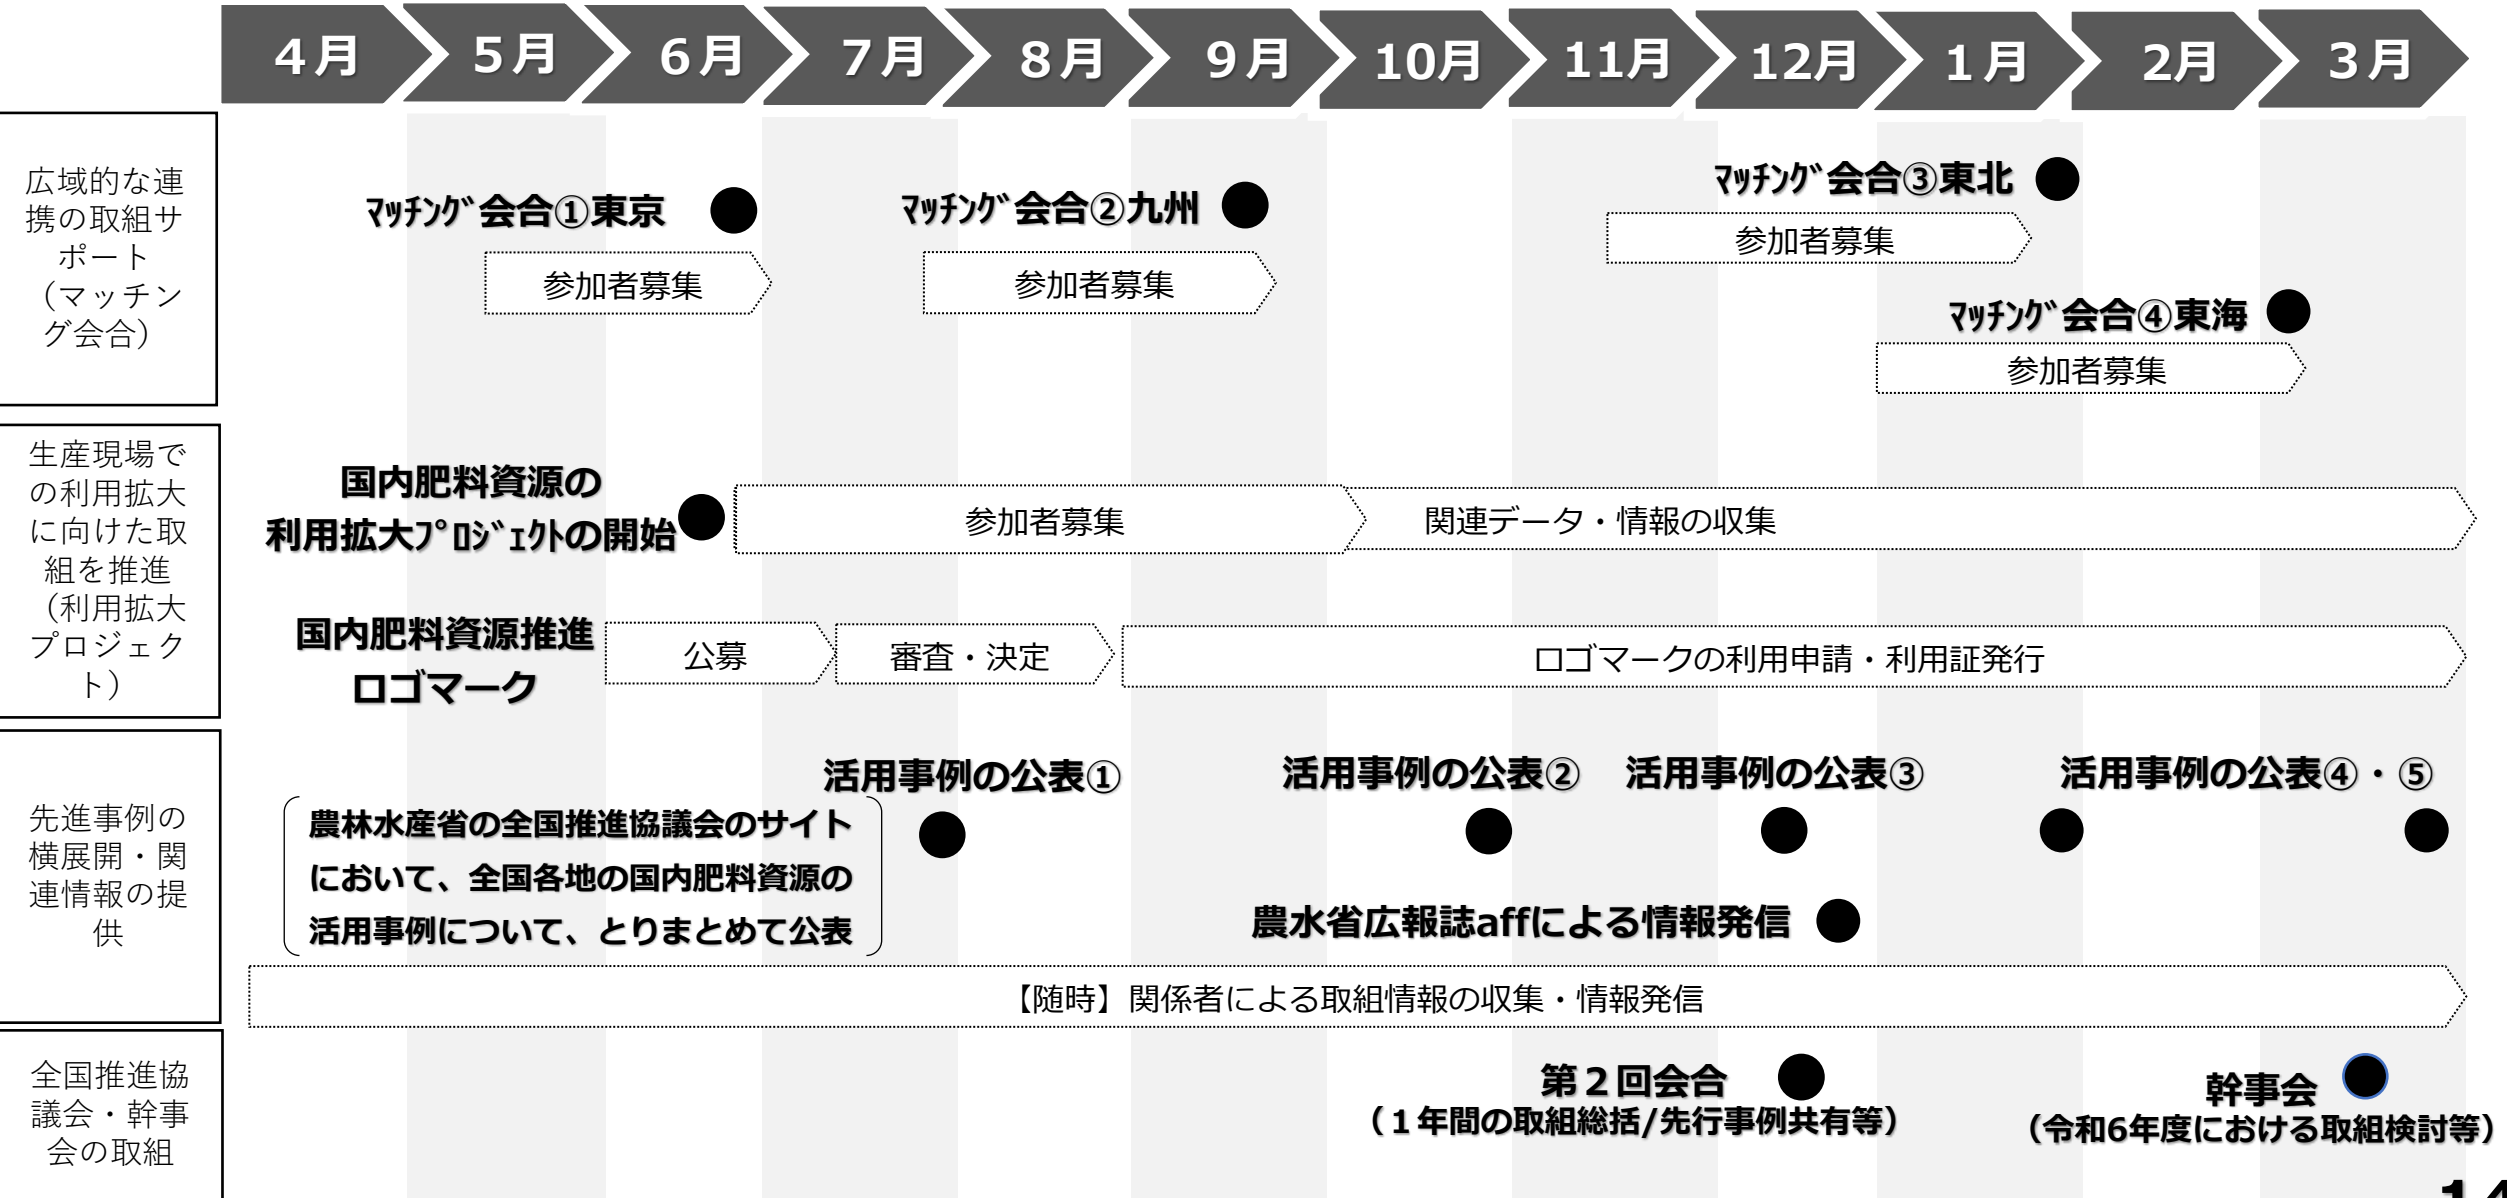 4月 5月 6月 7月 8月 9月 10月 11月 12月 1月 2月 3月
広域的な連
携の取組サ
ポート
（マッチン
グ会合）
ﾏｯﾁﾝｸﾞ会合①東京
参加者募集
ﾏｯﾁﾝｸﾞ会合②九州
参加者募集
ﾏｯﾁﾝｸﾞ会合③東北
参加者募集
ﾏｯﾁﾝｸﾞ会合④東海
参加者募集
生産現場で
の利用拡大
に向けた取
組を推進
（利用拡大
プロジェク
ト）
国内肥料資源の
利用拡大ﾌﾟﾛｼﾞｪｸﾄの開始
参加者募集
関連データ・情報の収集
国内肥料資源推進
ロゴマーク
公募
審査・決定
ロゴマークの利用申請・利用証発行
先進事例の
横展開・関
連情報の提
供
活用事例の公表①
活用事例の公表②
活用事例の公表③
活用事例の公表④・⑤
農林水産省の全国推進協議会のサイト
において、全国各地の国内肥料資源の
活用事例について、とりまとめて公表
農水省広報誌affによる情報発信
【随時】関係者による取組情報の収集・情報発信
全国推進協
議会・幹事
会の取組
第２回会合
（１年間の取組総括/先行事例共有等）
幹事会
（令和6年度における取組検討等）
14